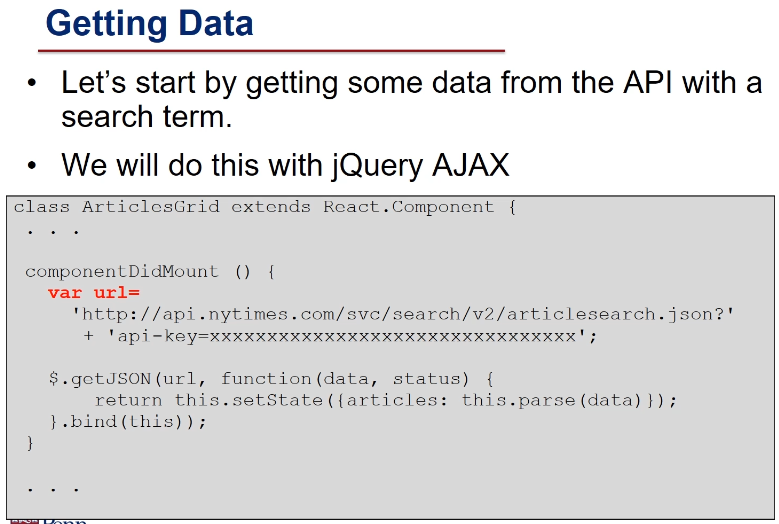 Getting Data
• Let's start by getting some data from the API with a
search term.
• We will do this with jQuery AJAX
class ArticlesGrid extends React.Component {
. . .
componentDidMount () {
var url=
'http://api.nytimes.com/svc/search/v2/articlesearch.json?'
+ 'api-key=xxxxxxxxxxxxxxxxxxxxxxxxxxxxxxxx';
$.getJSON(url, function(data, status) {
return this.setState({articles: this.parse(data)});
}.bind(this));
}
. . .